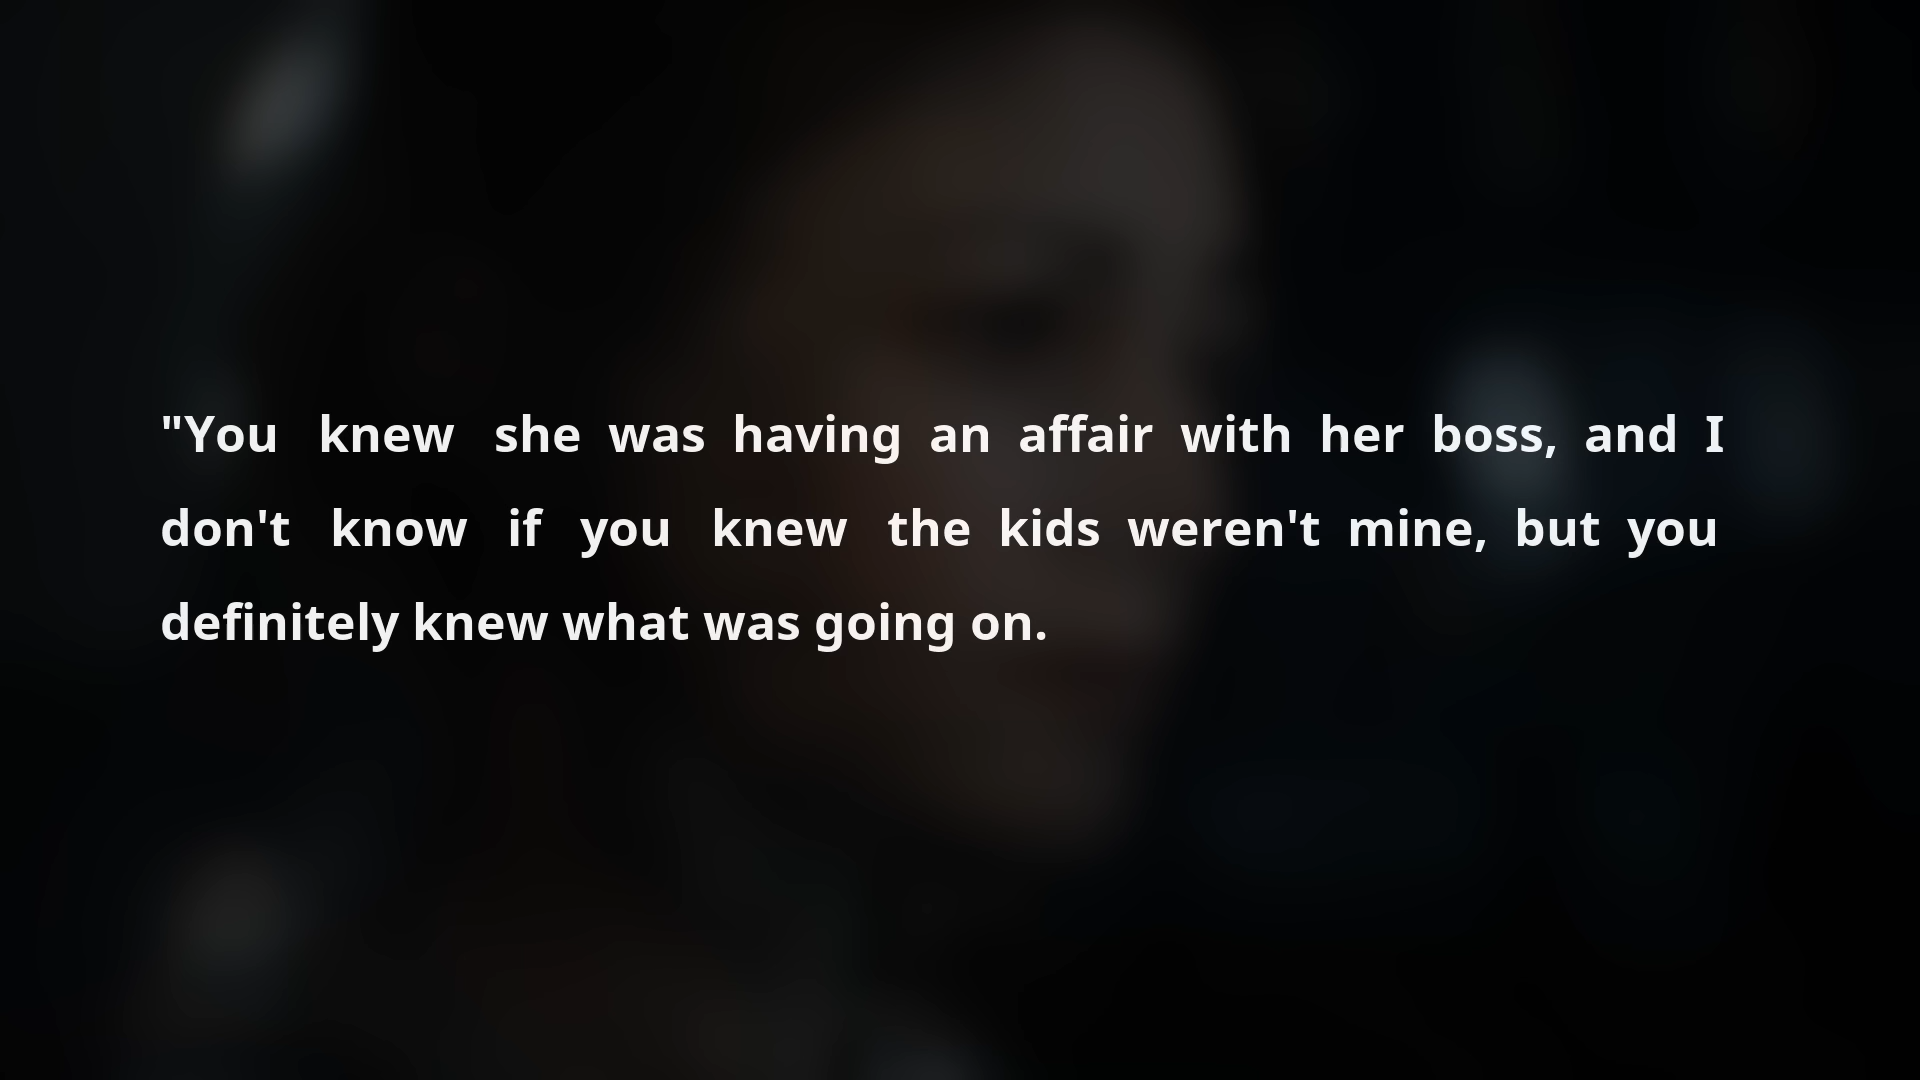 "You knew she was having an affair with her boss, and I
don't know if you knew the kids weren't mine, but you
definitely knew what was going on.